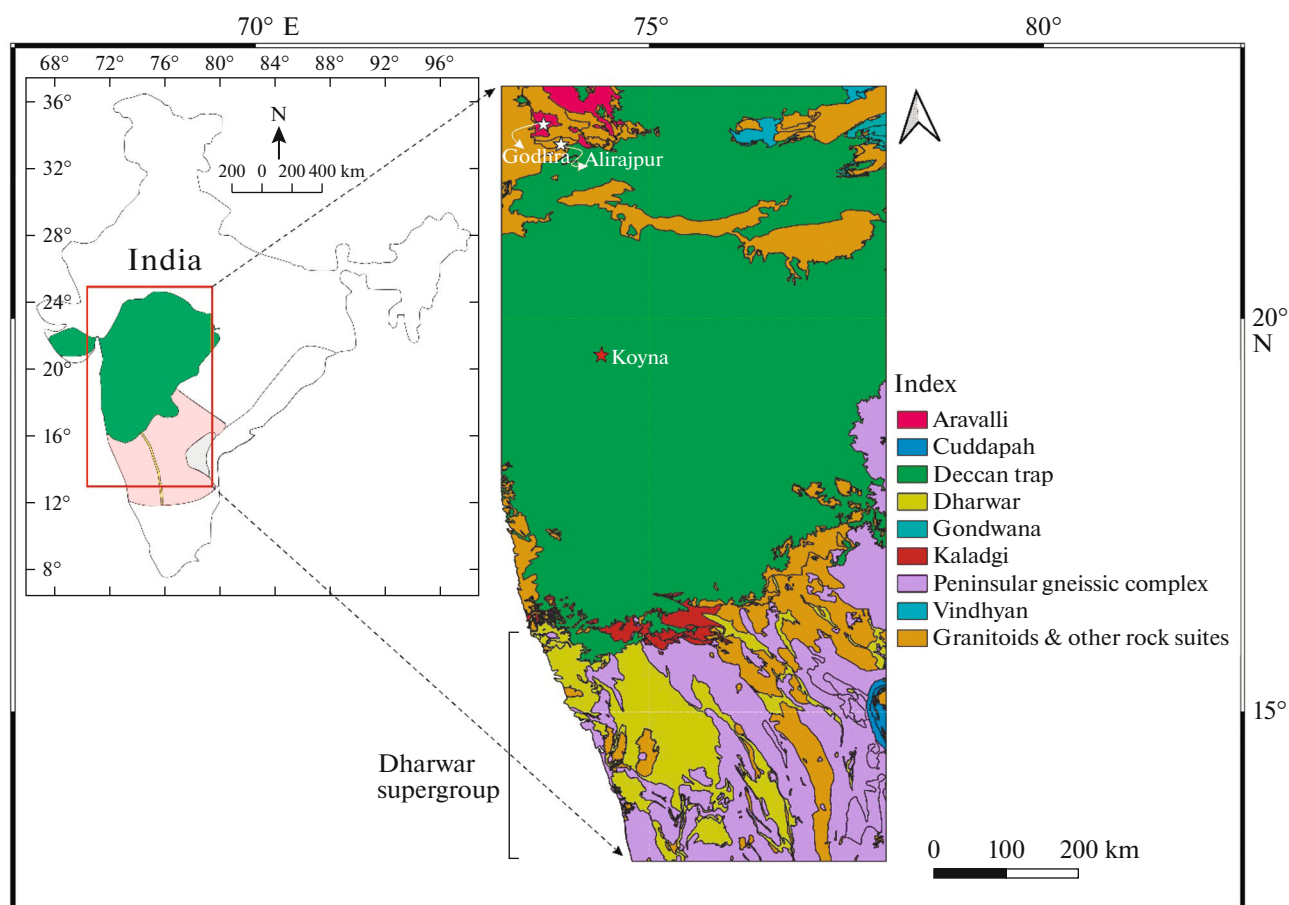 70° E
75°
80°
68° 72° 76° 80° 84° 88° 92° 96°
36°
32°
28°
24°
20°
16°
12°
8°
N
200 0 200 400 km
India
Godhra
Alirajpur
Koyna
20°
N
15°
Index
Aravalli
Cuddapah
Deccan trap
Dharwar
Gondwana
Kaladgi
Peninsular gneissic complex
Vindhyan
Granitoids & other rock suites
Dharwar
supergroup
0 100 200 km